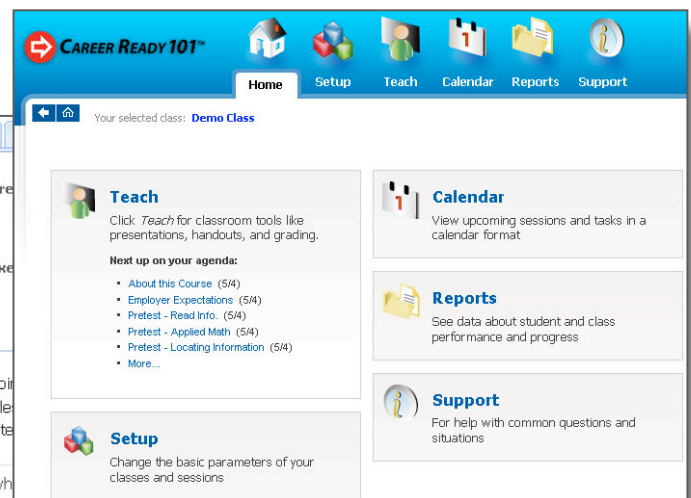 CAREER READY 101™
Home
Setup
Teach
Calendar
Reports
Support
Your selected class: Demo Class
Teach
Click Teach for classroom tools like
presentations, handouts, and grading.
Next up on your agenda:
About this Course (5/4)
Employer Expectations (5/4)
Pretest - Read Info. (5/4)
Pretest - Applied Math (5/4)
Pretest - Locating Information (5/4)
More...
Setup
Change the basic parameters of your
classes and sessions
Calendar
View upcoming sessions and tasks in a
calendar format
Reports
See data about student and class
performance and progress
Support
For help with common questions and
situations